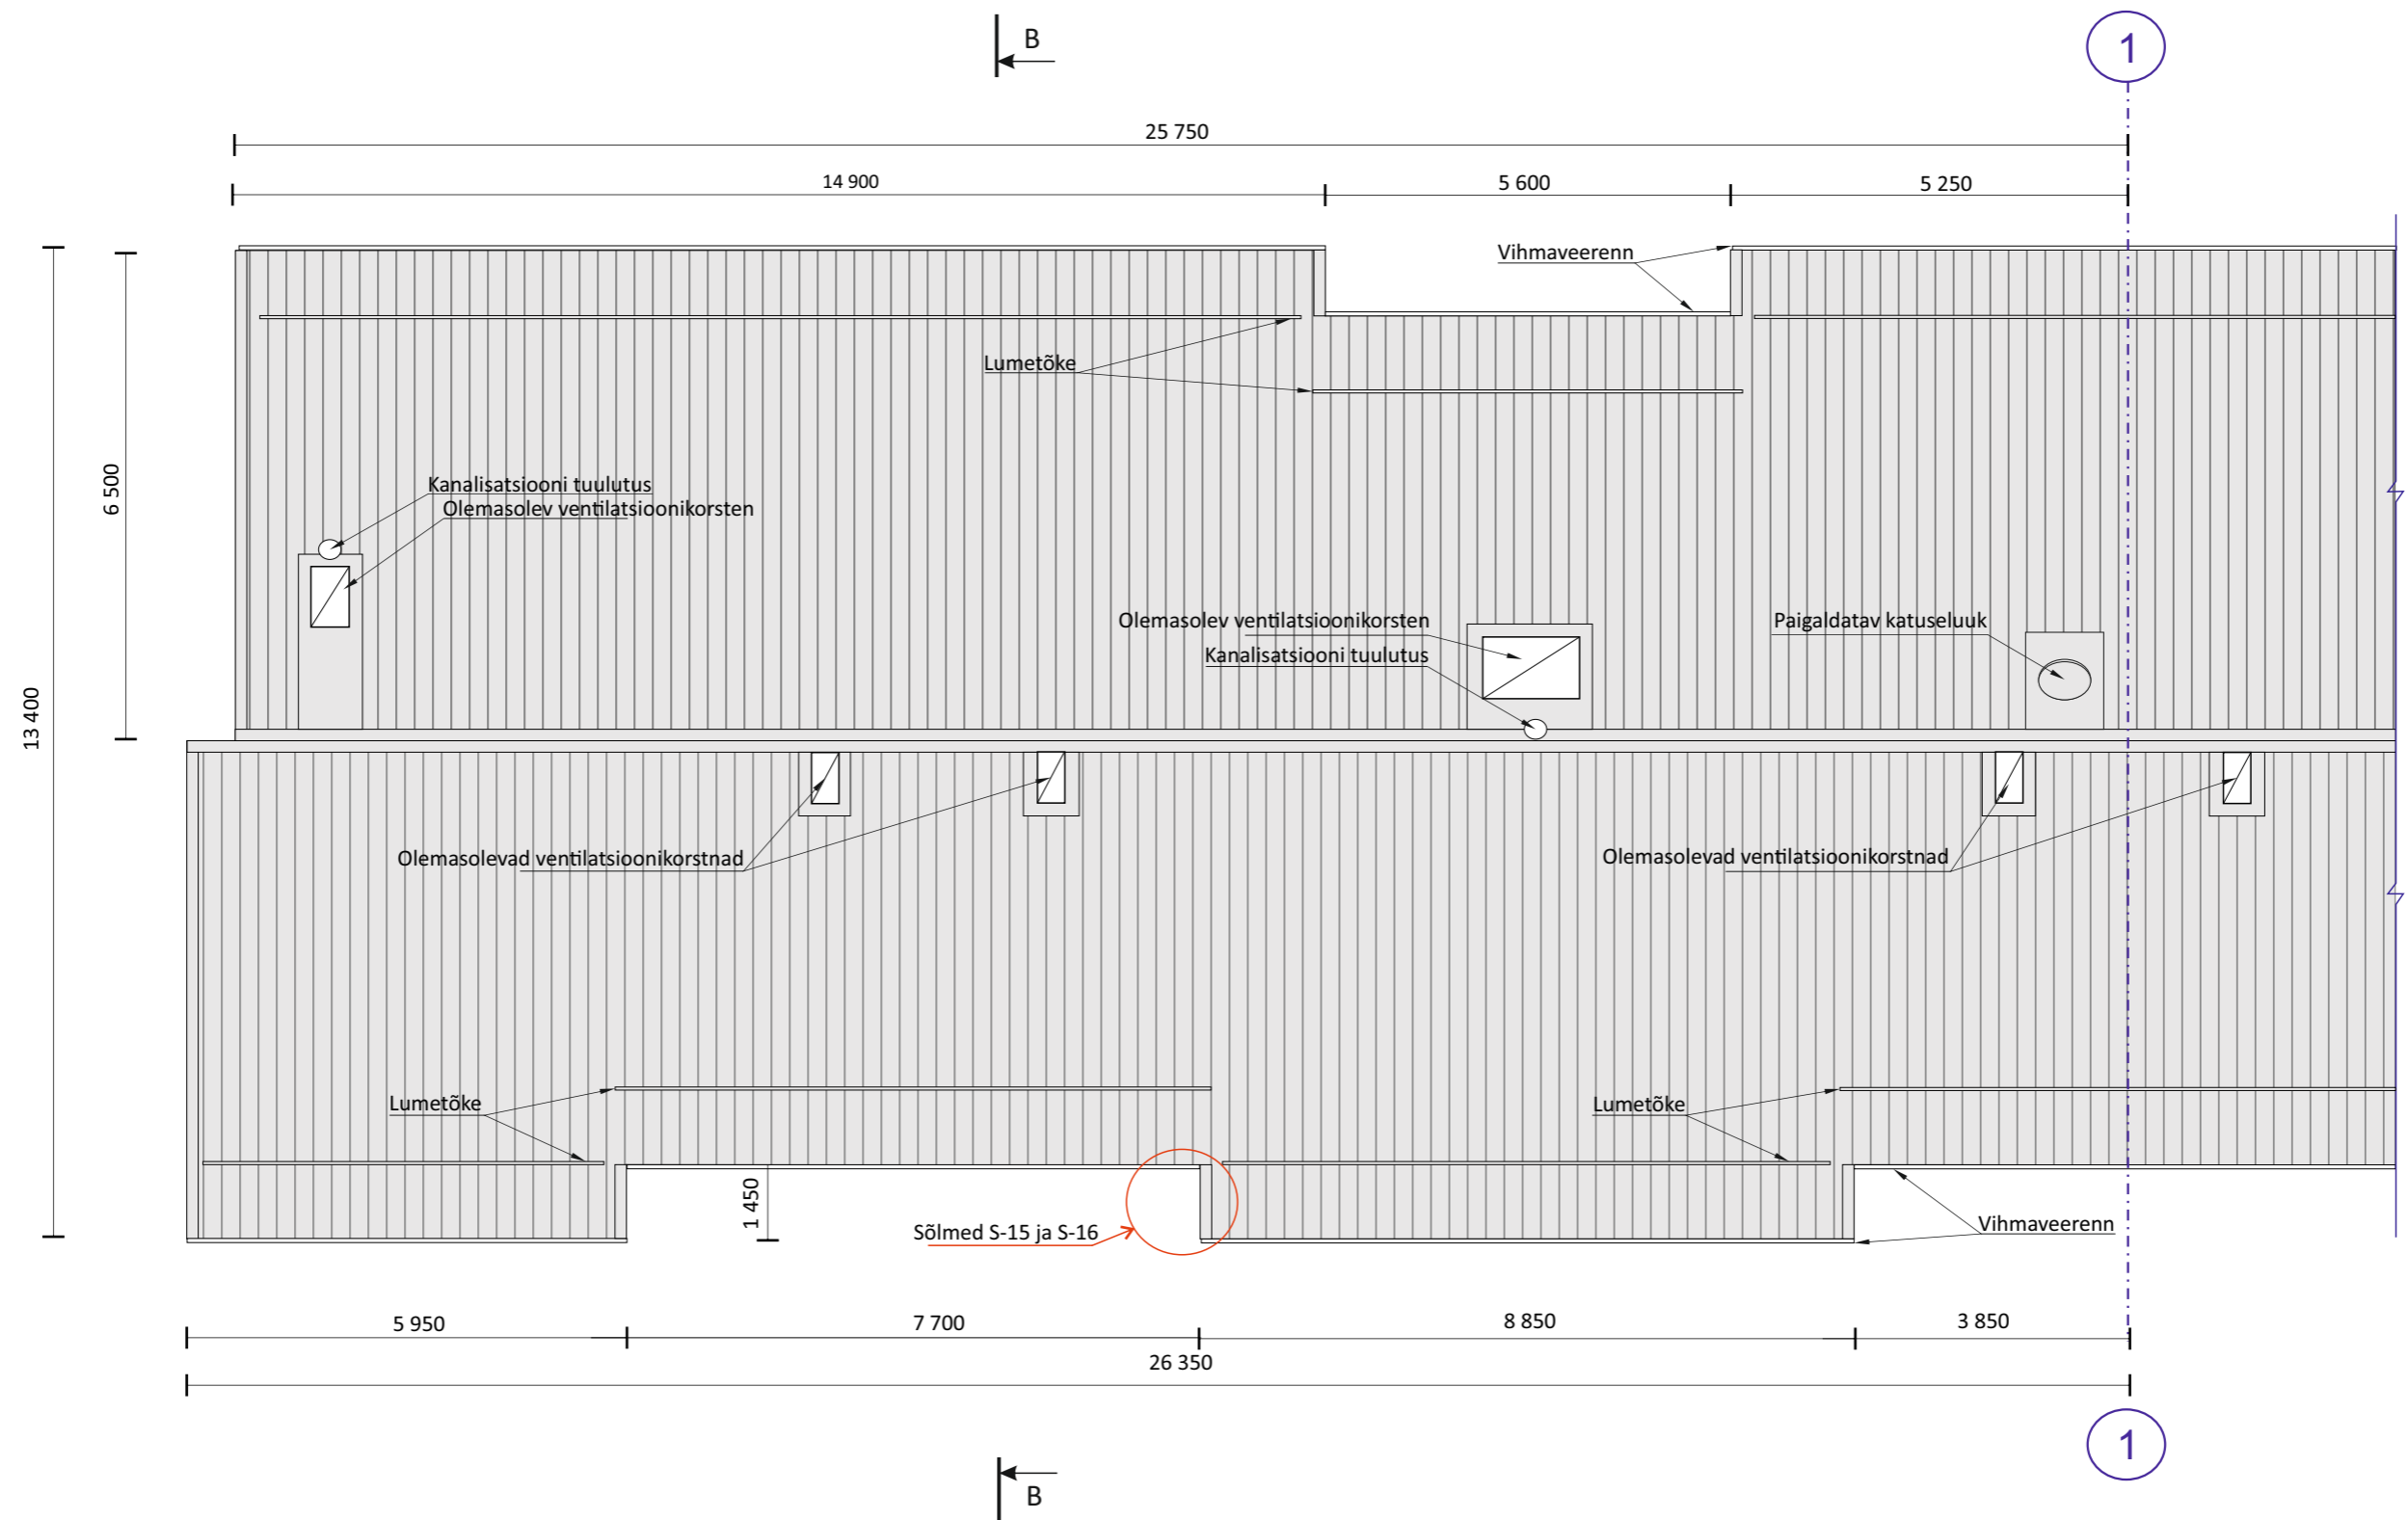 B
1
25 750
14 900
5 600
5 250
Vihmaveerenn
Lumetõke
6 500
Kanalisatsiooni tuulutus
Olemasolev ventilatsioonikorsten
Olemasolev ventilatsioonikorsten
Kanalisatsiooni tuulutus
Paigaldatav katuseluuk
13 400
Olemasolevad ventilatsioonikorstnad
Olemasolevad ventilatsioonikorstnad
Lumetõke
Lumetõke
1 450
Sõlmed S-15 ja S-16
Vihmaveerenn
5 950
7 700
8 850
3 850
26 350
1
B